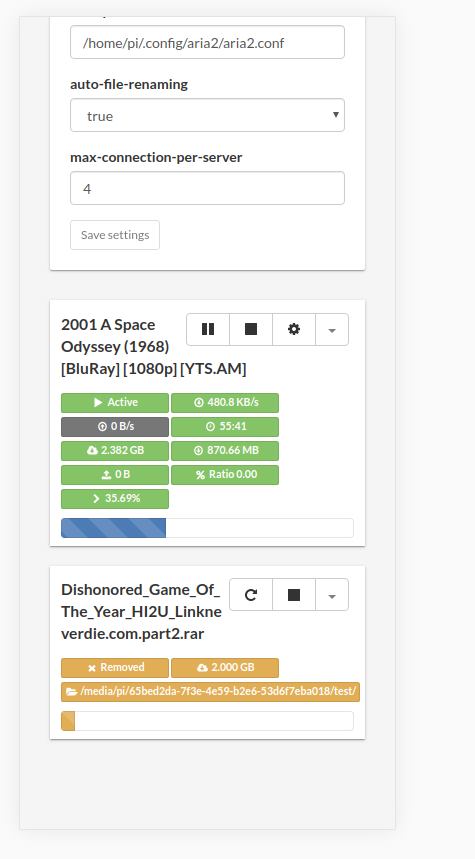 /home/pi/.config/aria2/aria2.conf
auto-file-renaming
true
max-connection-per-server
4
Save settings
2001 A Space
Odyssey (1968)
[BluRay] [1080p] [YTS.AM]
Active
480.8 KB/s
0 B/s
55:41
2.382 GB
870.66 MB
0 B
Ratio 0.00
35.69%
Dishonored_Game_Of_
The_Year_HI2U_Linkne
verdie.com.part2.rar
Removed
2.000 GB
/media/pi/65bed2da-7f3e-4e59-b2e6-53d6f7eba018/test/